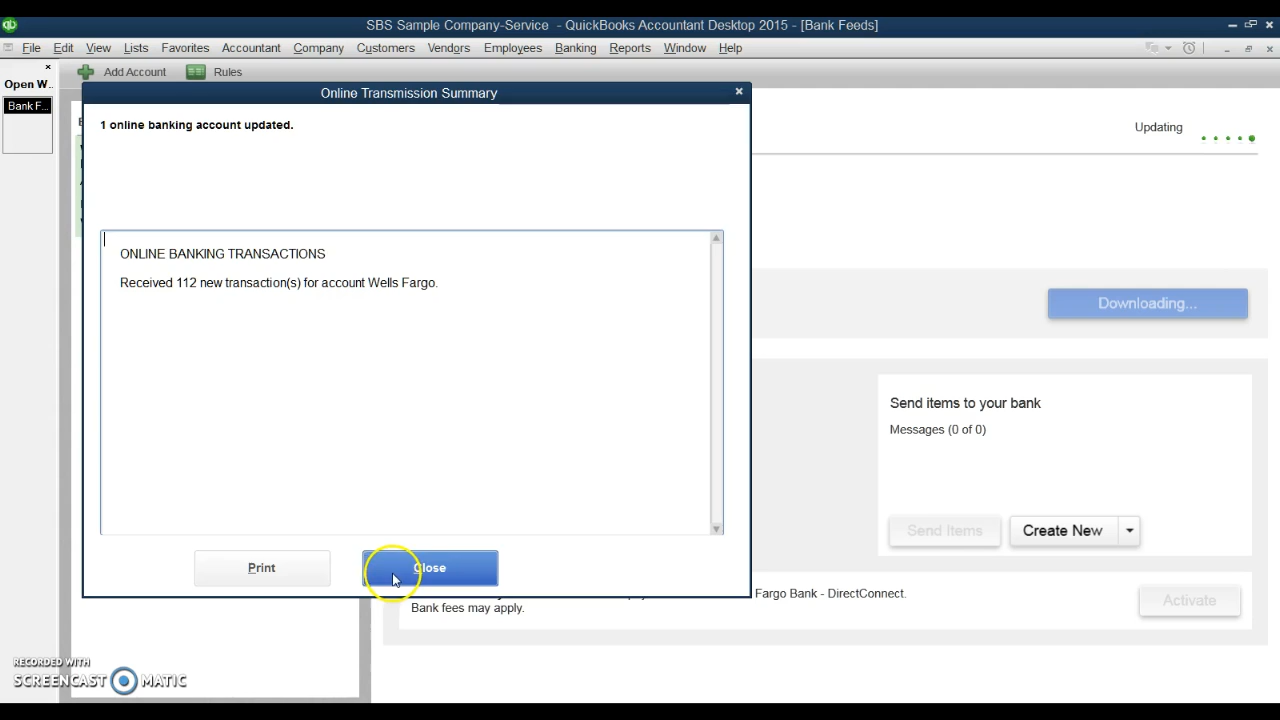 SBS Sample Company-Service - QuickBooks Accountant Desktop 2015 - [Bank Feeds]
File Edit View Lists Favorites Accountant Company Customers Vendors Employees Banking Reports Window Help
Add Account Rules
Open W..
Bank F...
Online Transmission Summary
1 online banking account updated.
ONLINE BANKING TRANSACTIONS
Received 112 new transaction(s) for account Wells Fargo.
Print Close
Updating
Downloading...
Send items to your bank
Messages (0 of 0)
Send Items Create New
Fargo Bank - DirectConnect.
Bank fees may apply.
Activate
RECORDED WITH
SCREENCAST MATIC